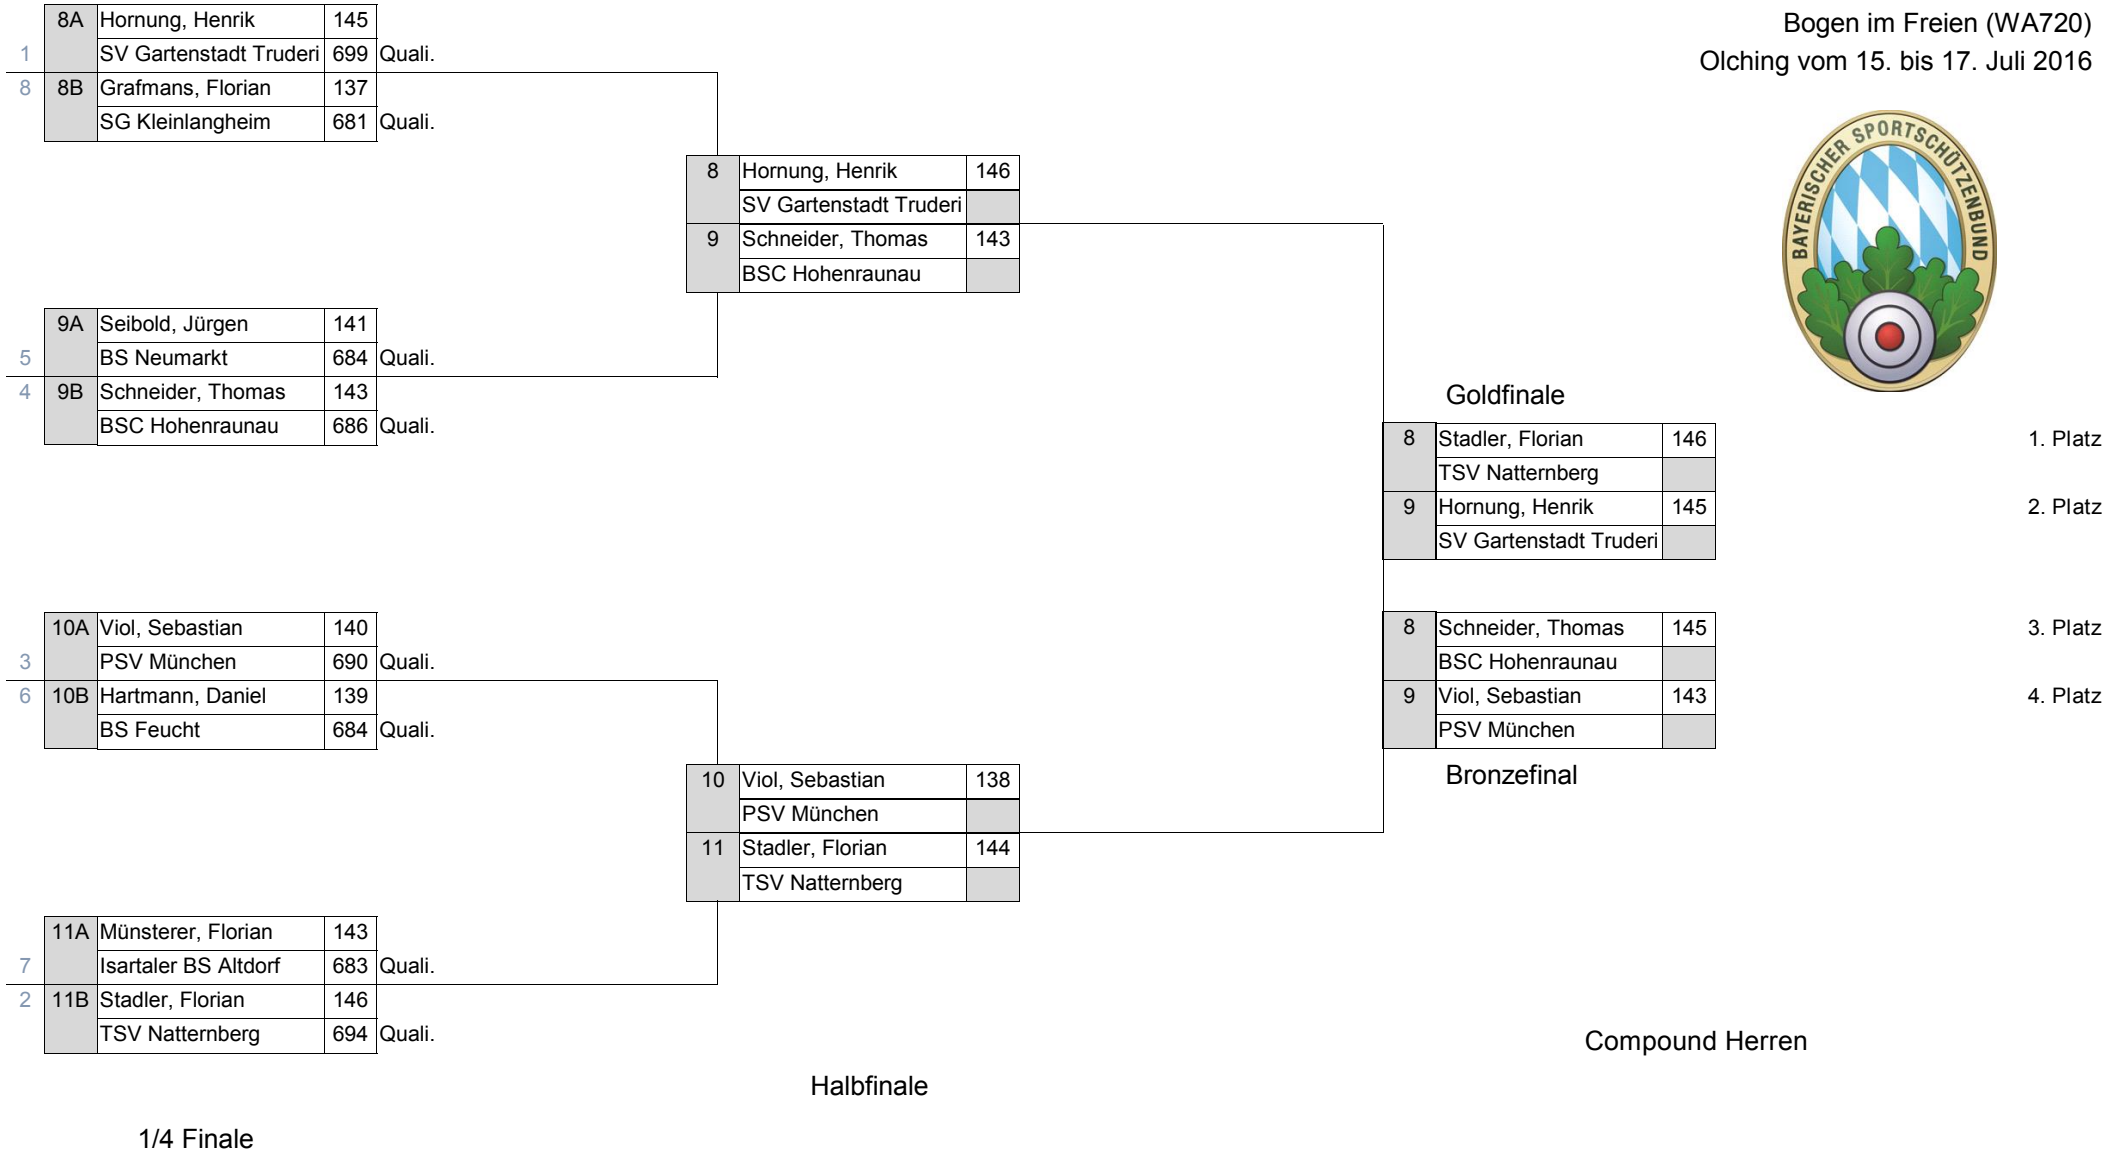 Bogen im Freien (WA720)
Olching vom 15. bis 17. Juli 2016
BAYERISCHER SPORTSCHÜTZENBUND
8A Hornung, Henrik 145
1 SV Gartenstadt Truderi 699 Quali.
8 8B Grafmans, Florian 137
SG Kleinlangheim 681 Quali.
8 Hornung, Henrik 146
SV Gartenstadt Truderi
9 Schneider, Thomas 143
BSC Hohenraunau
9A Seibold, Jürgen 141
5 BS Neumarkt 684 Quali.
4 9B Schneider, Thomas 143
BSC Hohenraunau 686 Quali.
Goldfinale
8 Stadler, Florian 146 1. Platz
TSV Natternberg
9 Hornung, Henrik 145 2. Platz
SV Gartenstadt Truderi
10A Viol, Sebastian 140
3 PSV München 690 Quali.
6 10B Hartmann, Daniel 139
BS Feucht 684 Quali.
8 Schneider, Thomas 145 3. Platz
BSC Hohenraunau
9 Viol, Sebastian 143 4. Platz
PSV München
Bronzefinal
10 Viol, Sebastian 138
PSV München
11 Stadler, Florian 144
TSV Natternberg
11A Münsterer, Florian 143
7 Isartaler BS Altdorf 683 Quali.
2 11B Stadler, Florian 146
TSV Natternberg 694 Quali.
Compound Herren
Halbfinale
1/4 Finale